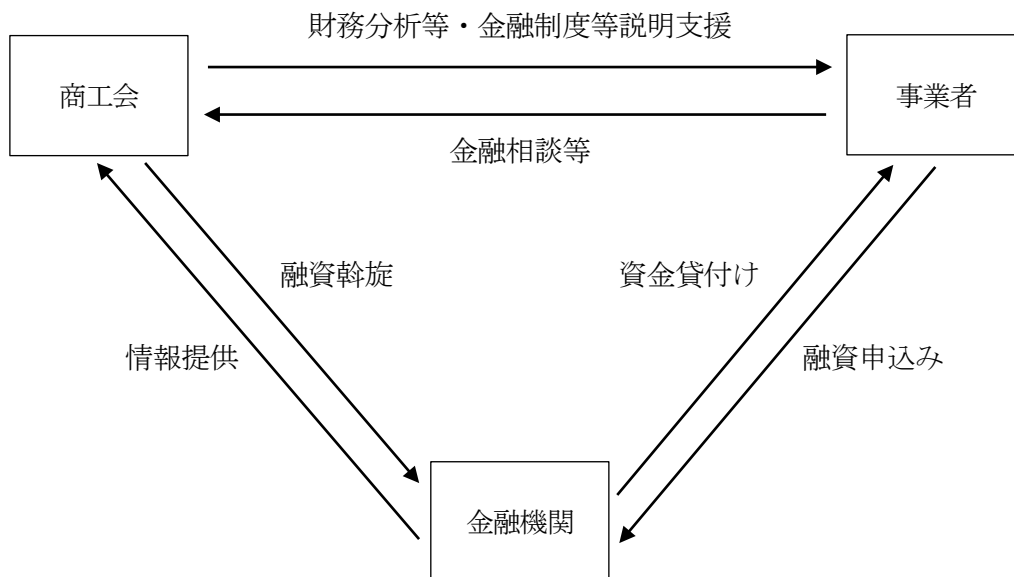 財務分析等・金融制度等説明支援
商工会
事業者
金融相談等
融資斡旋
資金貸付け
情報提供
融資申込み
金融機関